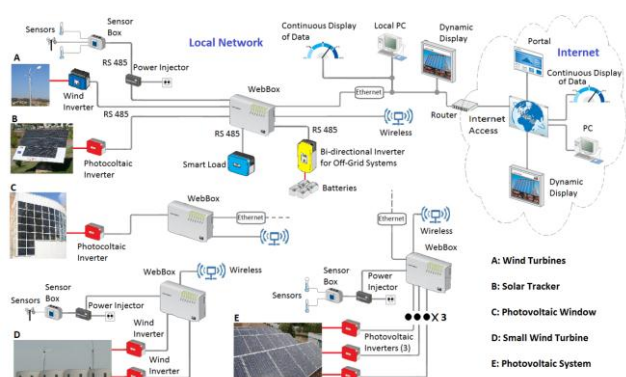 Sensors
Sensor
Box
RS 485
Power Injector
Local Network
Continuous Display
of Data
Local PC
Dynamic
Display
Portal
Internet
Continuous Display
of Data
A
Wind
Inverter
RS 485
WebBox
Ethernet
Router
Internet
Access
PC
B
RS 485
RS 485
Wireless
Photocoltaic
Inverter
Smart Load
Bi-directional Inverter
for Off-Grid Systems
Batteries
Dynamic
Display
C
Photocoltaic
Inverter
WebBox
Ethernet
Ethernet
Wireless
WebBox
WebBox
Wireless
Sensor
Box
Power Injector
Sensors
Sensor
Box
Power
Injector
Sensors
X 3
D
Wind
Inverter
Wind
Inverter
E
Photovoltaic
Inverters (3)
A: Wind Turbines
B: Solar Tracker
C: Photovoltaic Window
D: Small Wind Turbine
E: Photovoltaic System